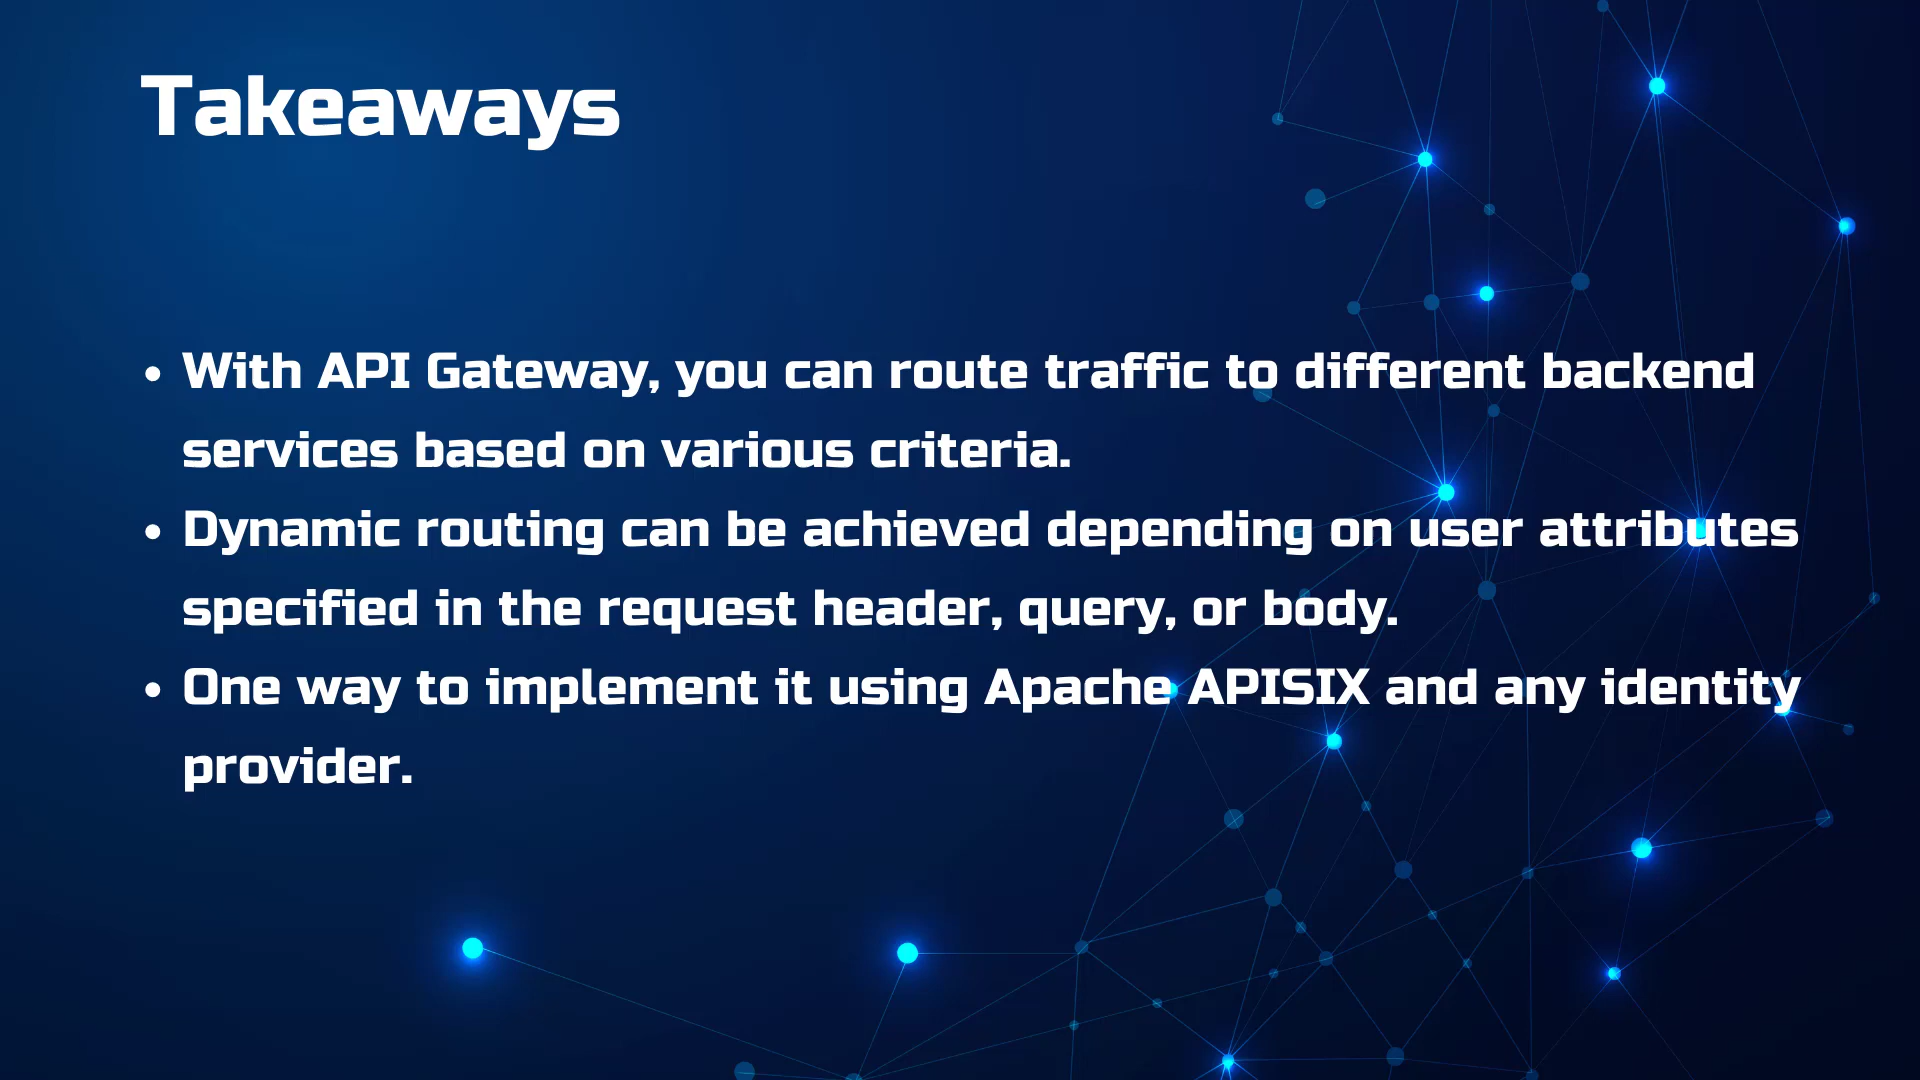 Takeaways
• With API Gateway, you can route traffic to different backend
services based on various criteria.
• Dynamic routing can be achieved depending on user attributes
specified in the request header, query, or body.
• One way to implement it using Apache APISIX and any identity
provider.